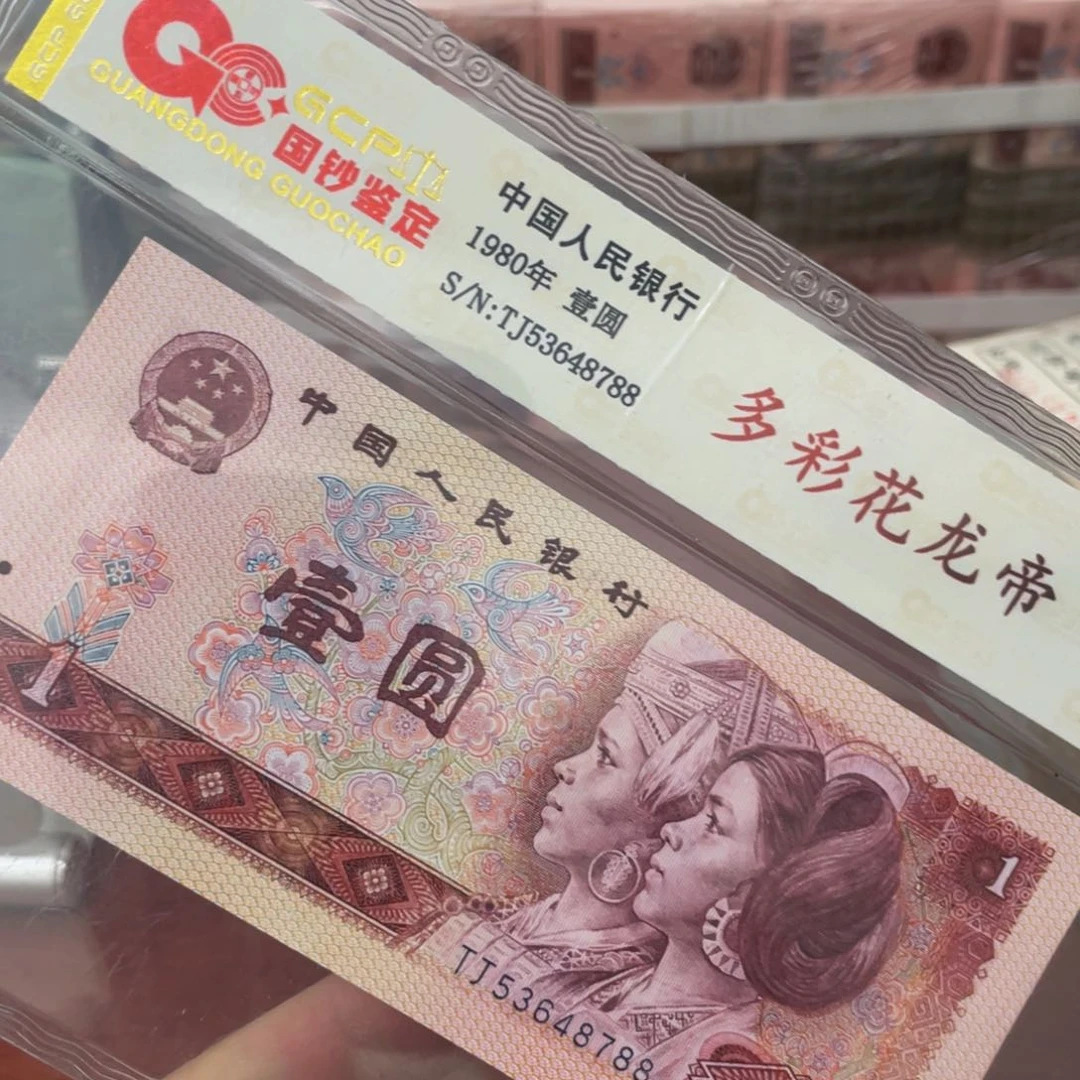 GCP
国钞鉴定
GUANGDONG GUOCHAO
中国人民银行
1980年 壹圆
S/N:TJ53648788
多彩花龙帝
中国人民银行
壹圆
1
1
TJ53648788